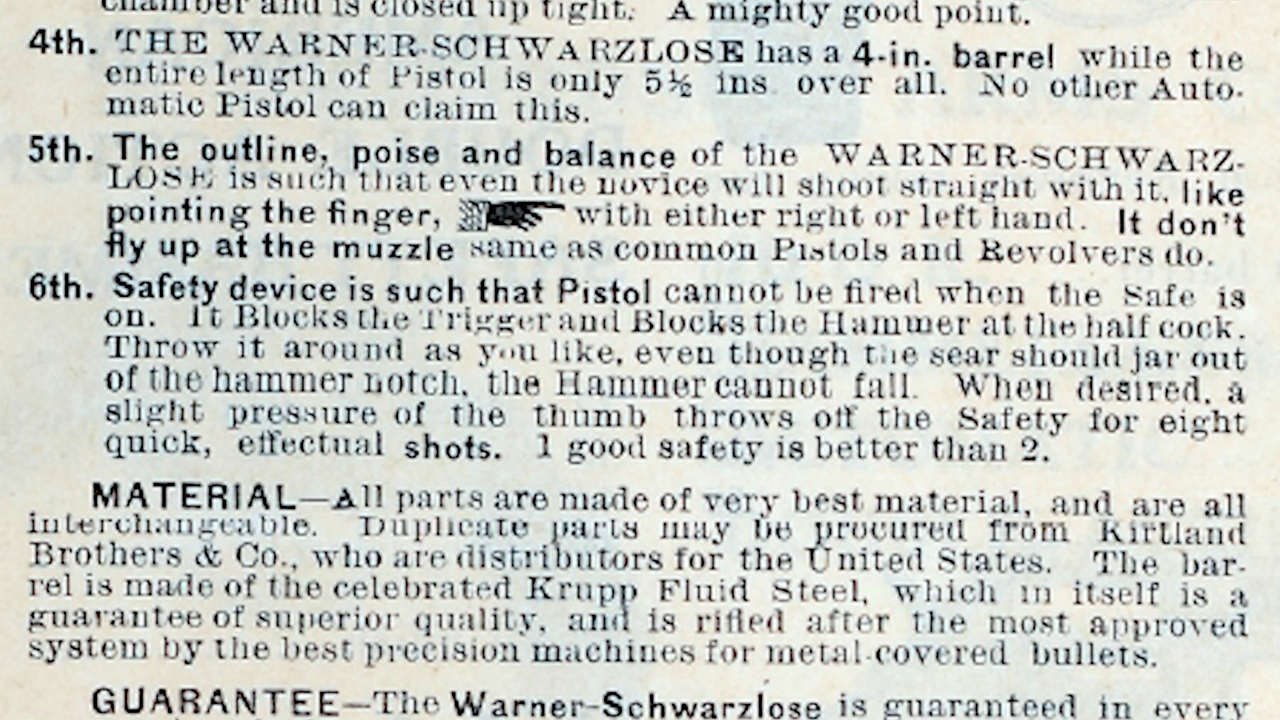 chamber and is closed up tight. A mighty good point.
4th. THE WARNER-SCHWARZLOSE has a 4-in. barrel while the
entire length of Pistol is only 5½ ins. over all. No other Auto-
matic Pistol can claim this.
5th. The outline, poise and balance of the WARNER-SCHWARZ-
LOSE is such that even the novice will shoot straight with it, like
pointing the finger, with either right or left hand. It don't
fly up at the muzzle same as common Pistols and Revolvers do.
6th. Safety device is such that Pistol cannot be fired when the Safe is
on. It Blocks the Trigger and Blocks the Hammer at the half cock.
Throw it around as you like, even though the sear should jar out
of the hammer notch, the Hammer cannot fall. When desired, a
slight pressure of the thumb throws off the Safety for eight
quick, effectual shots. 1 good safety is better than 2.
MATERIAL—All parts are made of very best material, and are all
interchangeable. Duplicate parts may be procured from Kirtland
Brothers & Co., who are distributors for the United States. The bar-
rel is made of the celebrated Krupp Fluid Steel, which in itself is a
guarantee of superior quality, and is rifled after the most approved
system by the best precision machines for metal-covered bullets.
GUARANTEE—The Warner-Schwarzlose is guaranteed in every